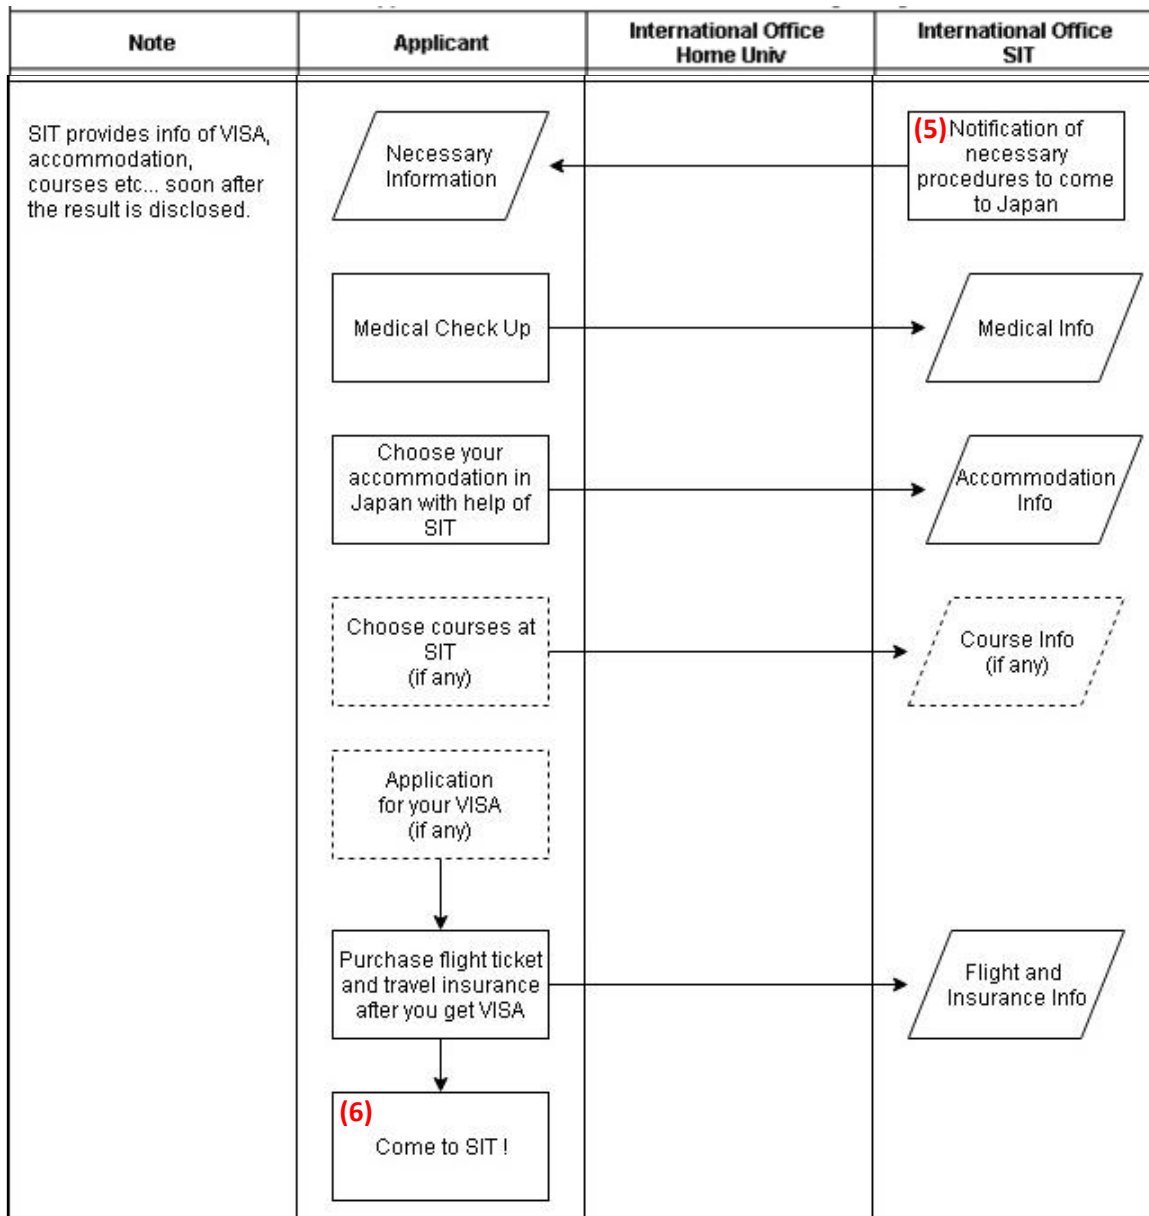 Note
Applicant
International Office
Home Univ
International Office
SIT
SIT provides info of VISA,
accommodation,
courses etc... soon after
the result is disclosed.
Necessary
Information
(5) Notification of
necessary
procedures to come
to Japan
Medical Check Up
Medical Info
Choose your
accommodation in
Japan with help of
SIT
Accommodation
Info
Choose courses at
SIT
(if any)
Course Info
(if any)
Application
for your VISA
(if any)
Purchase flight ticket
and travel insurance
after you get VISA
Flight and
Insurance Info
(6)
Come to SIT !